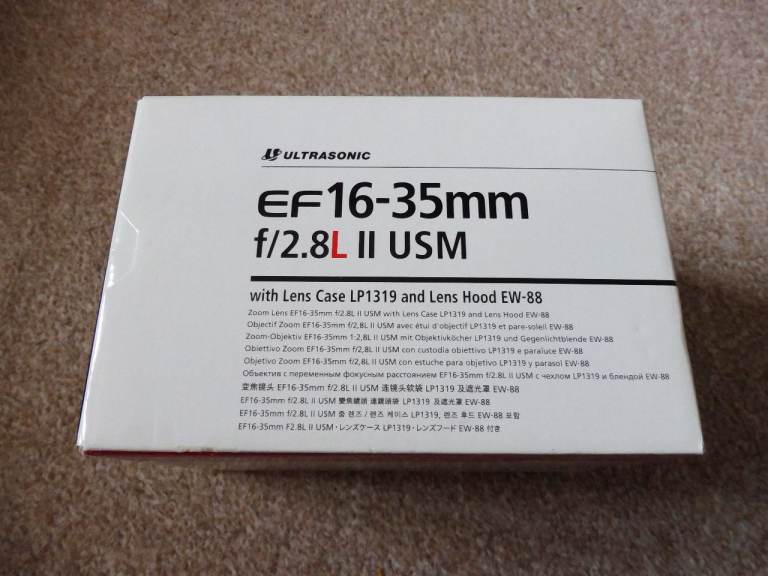 ULTRASONIC
EF16-35mm
f/2.8L II USM
with Lens Case LP1319 and Lens Hood EW-88
Zoom Lens EF16-35mm f/2.8L II USM with Lens Case LP1319 and Lens Hood EW-88
Objectif Zoom EF16-35mm f/2,8L II USM avec étui d'objectif LP1319 et pare-soleil EW-88
Zoom-Objektiv EF16-35mm 1:2,8L II USM mit Objektivköcher LP1319 und Gegenlichtblende EW-88
Obiettivo Zoom EF16-35mm f/2,8L II USM con custodia obiettivo LP1319 e paraluce EW-88
Objetivo Zoom EF16-35mm f/2,8L II USM con estuche para objetivo LP1319 y parasol EW-88
Объектив с переменным фокусным расстоянием EF16-35mm f/2.8L II USM с чехлом LP1319 и блендой EW-88
变焦镜头 EF16-35mm f/2.8L II USM 连镜头软袋 LP1319 及遮光罩 EW-88
EF16-35mm f/2.8L II USM 變焦鏡頭 連鏡頭袋 LP1319 及遮光罩 EW-88
EF16-35mm f/2.8L II USM 줌 렌즈 / 렌즈 케이스 LP1319, 렌즈 후드 EW-88 포함
EF16-35mm F2.8L II USM・レンズケース LP1319・レンズフード EW-88 付き